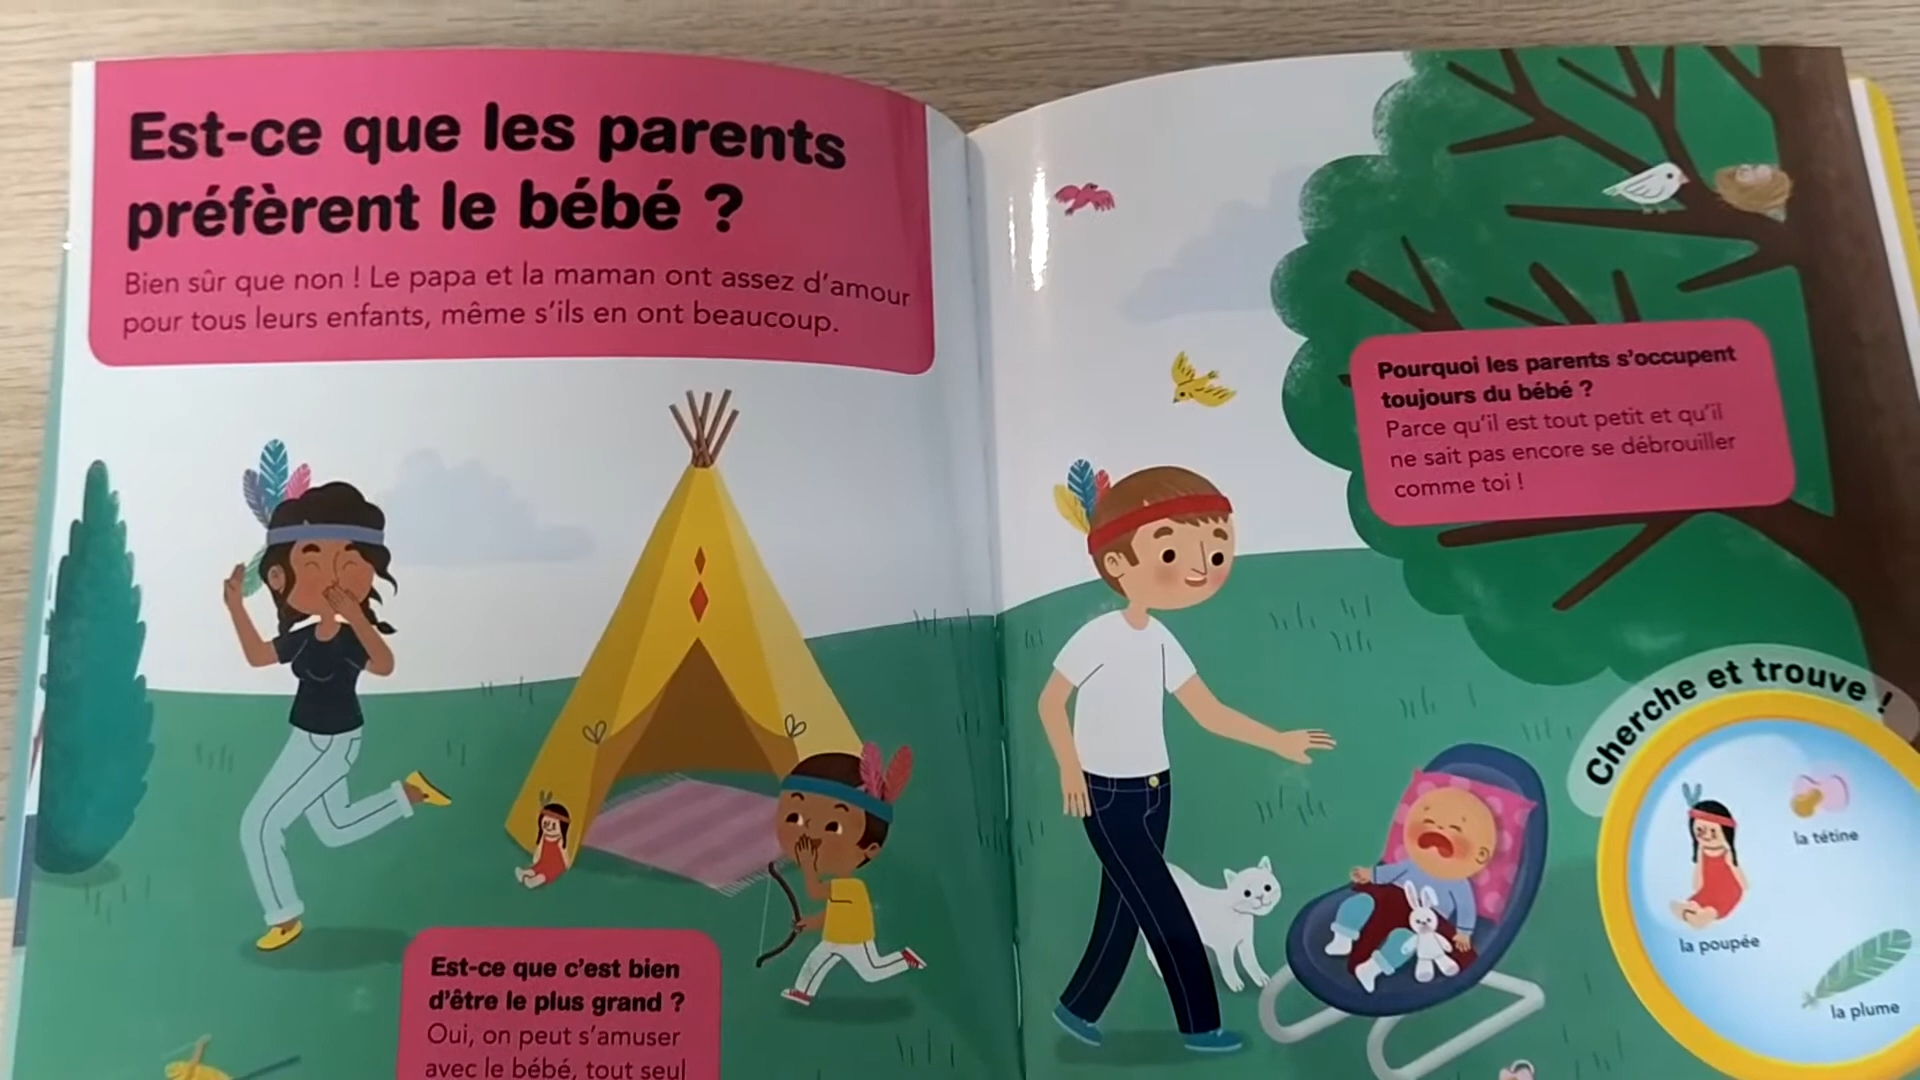 Est-ce que les parents
préfèrent le bébé ?
Bien sûr que non ! Le papa et la maman ont assez d'amour
pour tous leurs enfants, même s'ils en ont beaucoup.
Est-ce que c'est bien
d'être le plus grand ?
Oui, on peut s'amuser
avec le bébé, tout seul
Pourquoi les parents s'occupent
toujours du bébé ?
Parce qu'il est tout petit et qu'il
ne sait pas encore se débrouiller
comme toi !
Cherche et trouve !
la tétine
la poupée
la plume